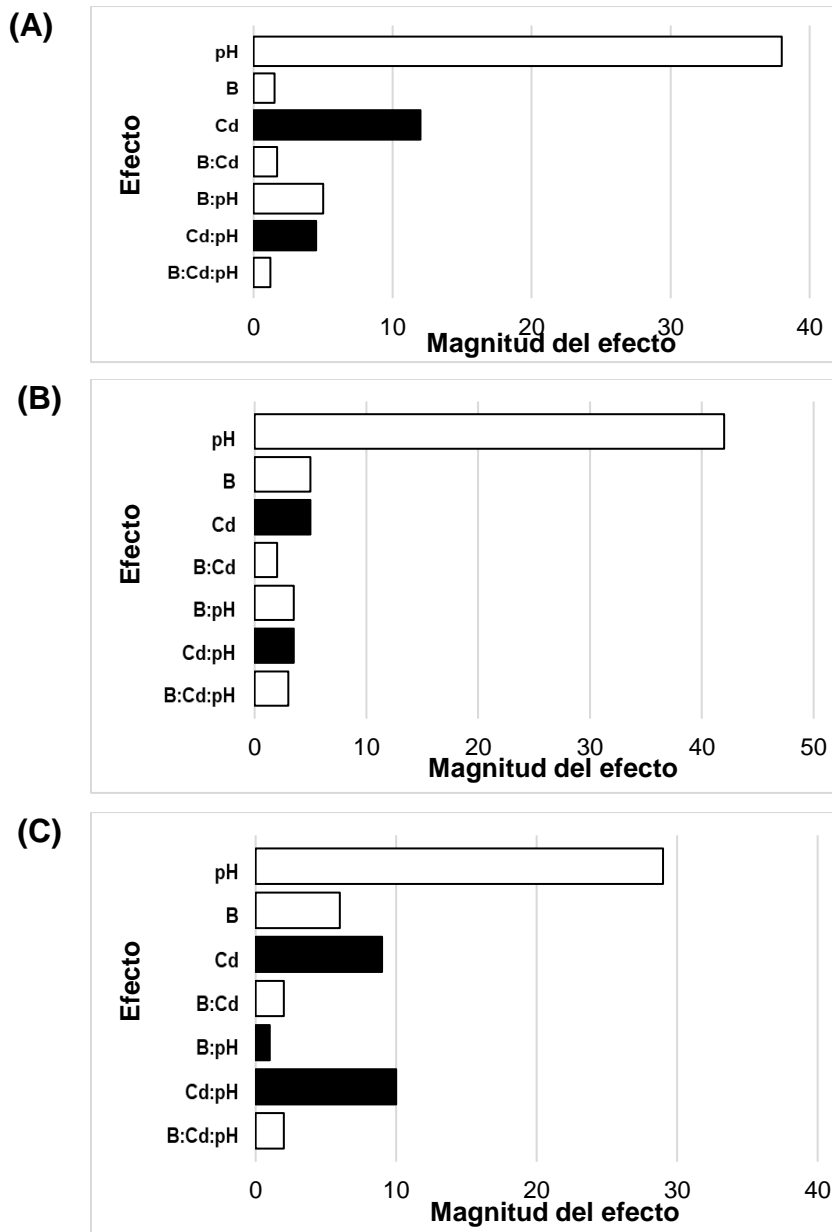 (A)
Efecto
pH
B
Cd
B:Cd
B:pH
Cd:pH
B:Cd:pH
0 10 20 30 40
Magnitud del efecto
(B)
Efecto
pH
B
Cd
B:Cd
B:pH
Cd:pH
B:Cd:pH
0 10 20 30 40 50
Magnitud del efecto
(C)
Efecto
pH
B
Cd
B:Cd
B:pH
Cd:pH
B:Cd:pH
0 10 20 30 40
Magnitud del efecto